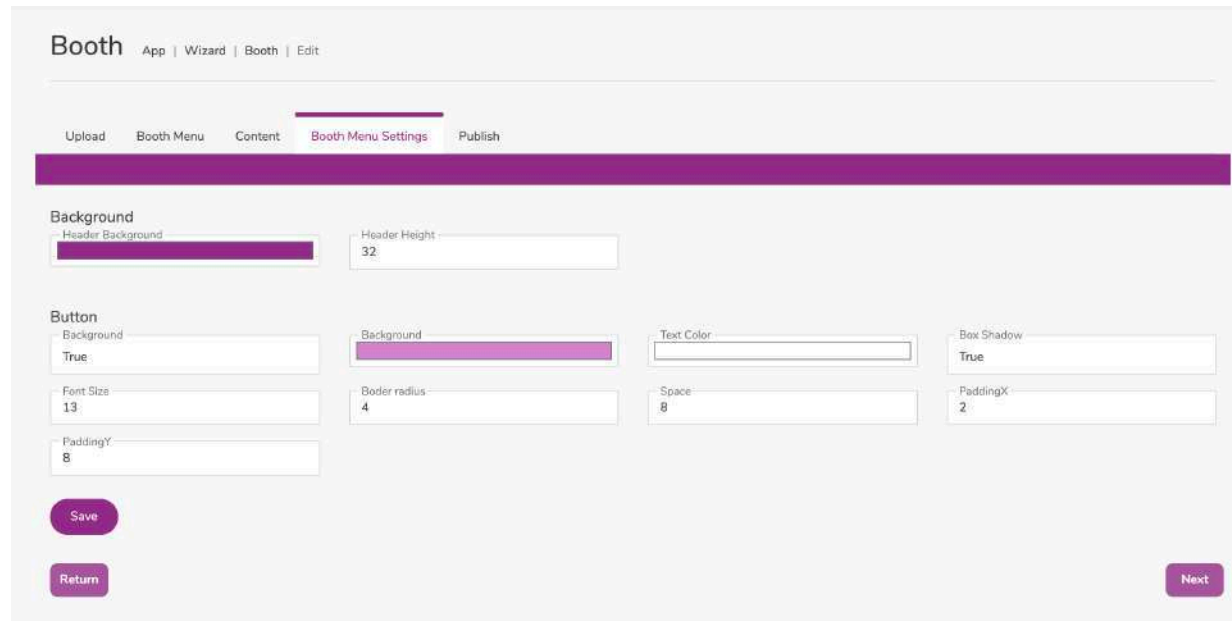 Booth App | Wizard | Booth | Edit
Upload Booth Menu Content Booth Menu Settings Publish
Background
Header Background Header Height
32
Button
Background Background Text Color Box Shadow
True True
Font Size Boder radius Space PaddingX
13 4 8 2
PaddingY
8
Save
Return Next